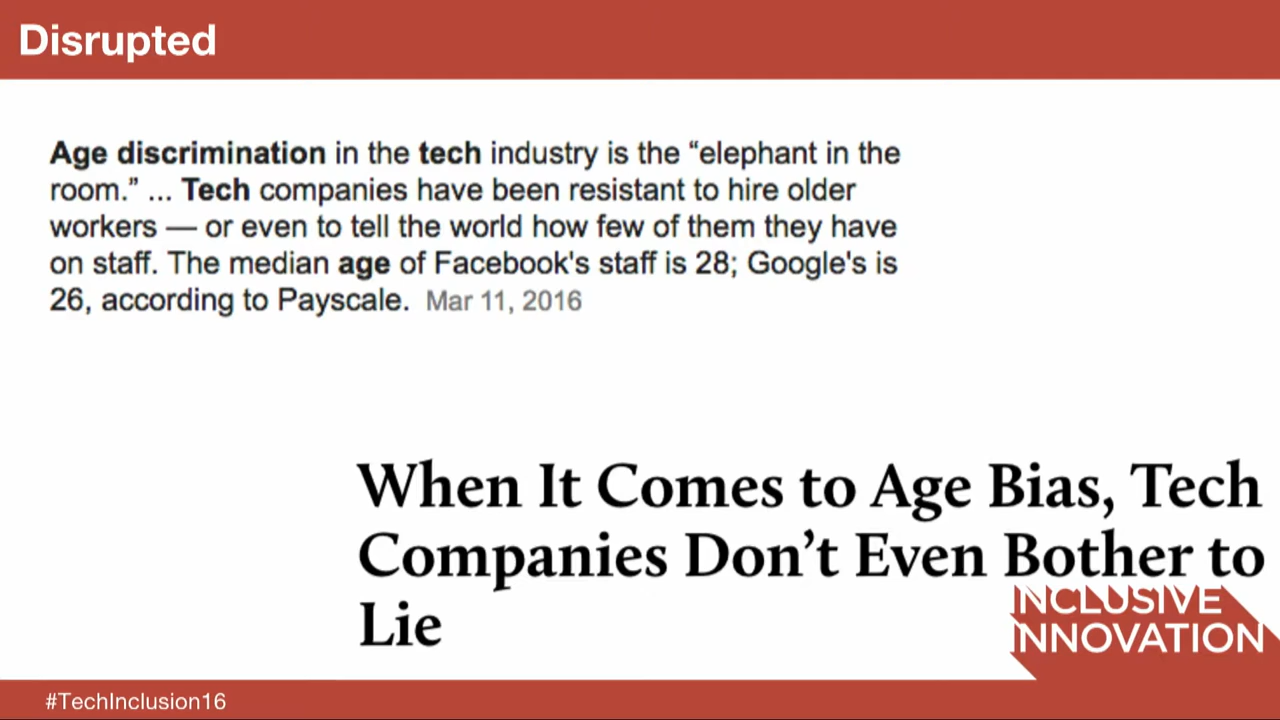 Disrupted
Age discrimination in the tech industry is the “elephant in the
room.” ... Tech companies have been resistant to hire older
workers — or even to tell the world how few of them they have
on staff. The median age of Facebook's staff is 28; Google's is
26, according to Payscale. Mar 11, 2016
When It Comes to Age Bias, Tech
Companies Don’t Even Bother to
Lie
INCLUSIVE
INNOVATION
#TechInclusion16